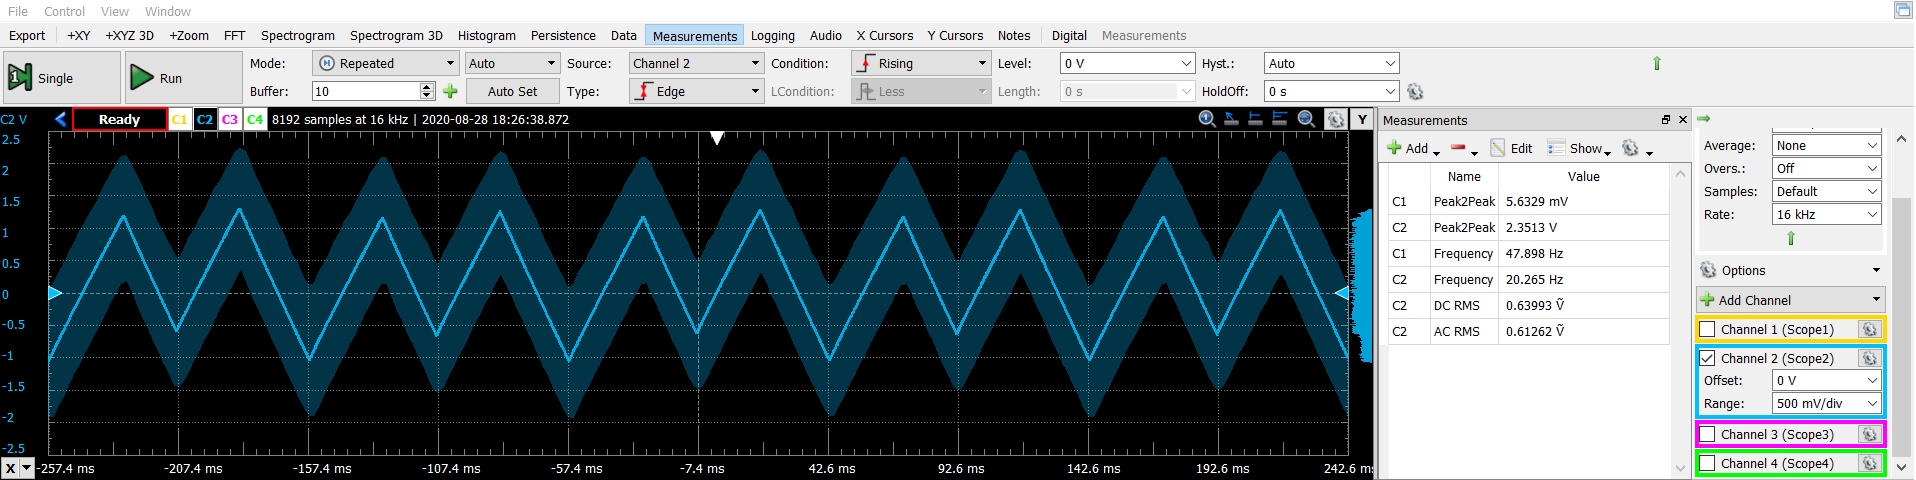 File Control View Window
Export +XY +XYZ 3D +Zoom FFT Spectrogram Spectrogram 3D Histogram Persistence Data Measurements Logging Audio X Cursors Y Cursors Notes Digital Measurements
Single Run Mode: Repeated Auto Source: Channel 2 Condition: Rising Level: 0 V Hyst.: Auto
Buffer: 10 Auto Set Type: Edge LCondition: Less Length: 0 s HoldOff: 0 s
C2 V Ready C1 C2 C3 C4 8192 samples at 16 kHz | 2020-08-28 18:26:38.872 Y
2.5
2
1.5
1
0.5
0
-0.5
-1
-1.5
-2
-2.5
X -257.4 ms -207.4 ms -157.4 ms -107.4 ms -57.4 ms -7.4 ms 42.6 ms 92.6 ms 142.6 ms 192.6 ms 242.6 ms
Measurements
Add Edit Show
Name Value
C1 Peak2Peak 5.6329 mV
C2 Peak2Peak 2.3513 V
C1 Frequency 47.898 Hz
C2 Frequency 20.265 Hz
C2 DC RMS 0.63993 Ṽ
C2 AC RMS 0.61262 Ṽ
Average: None
Overs.: Off
Samples: Default
Rate: 16 kHz
Options
Add Channel
Channel 1 (Scope1)
Channel 2 (Scope2)
Offset: 0 V
Range: 500 mV/div
Channel 3 (Scope3)
Channel 4 (Scope4)